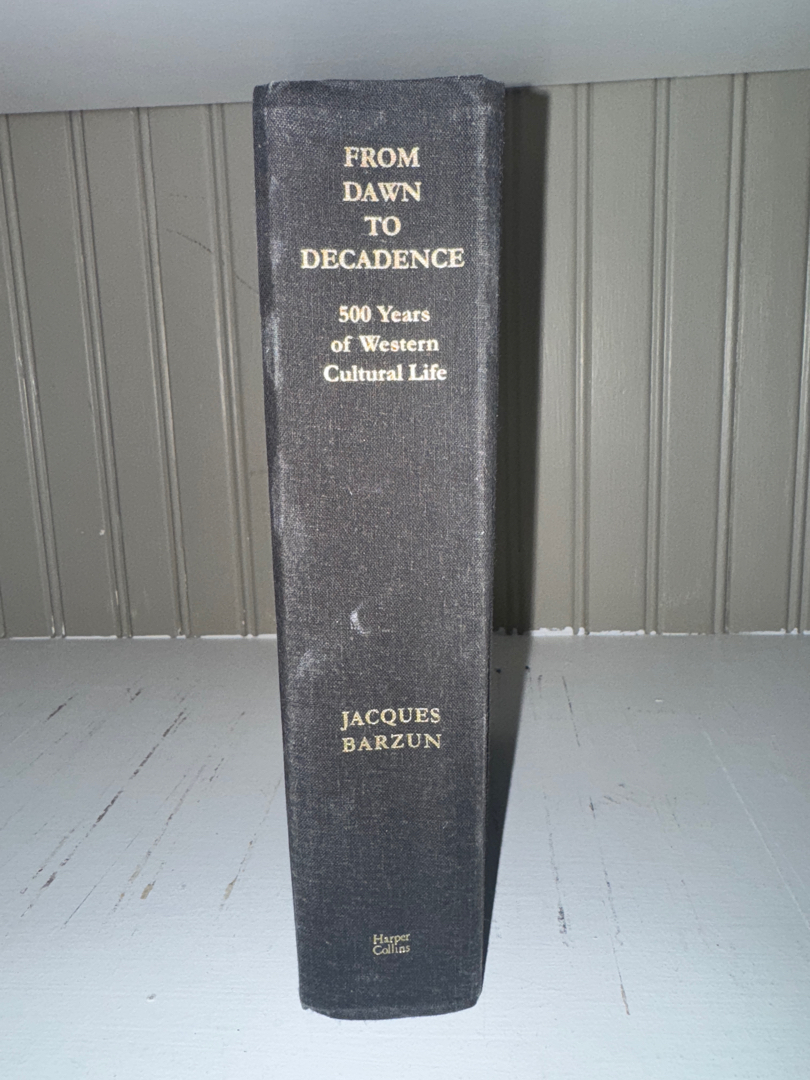 FROM
DAWN
TO
DECADENCE
500 Years
of Western
Cultural Life
JACQUES
BARZUN
Harper
Collins